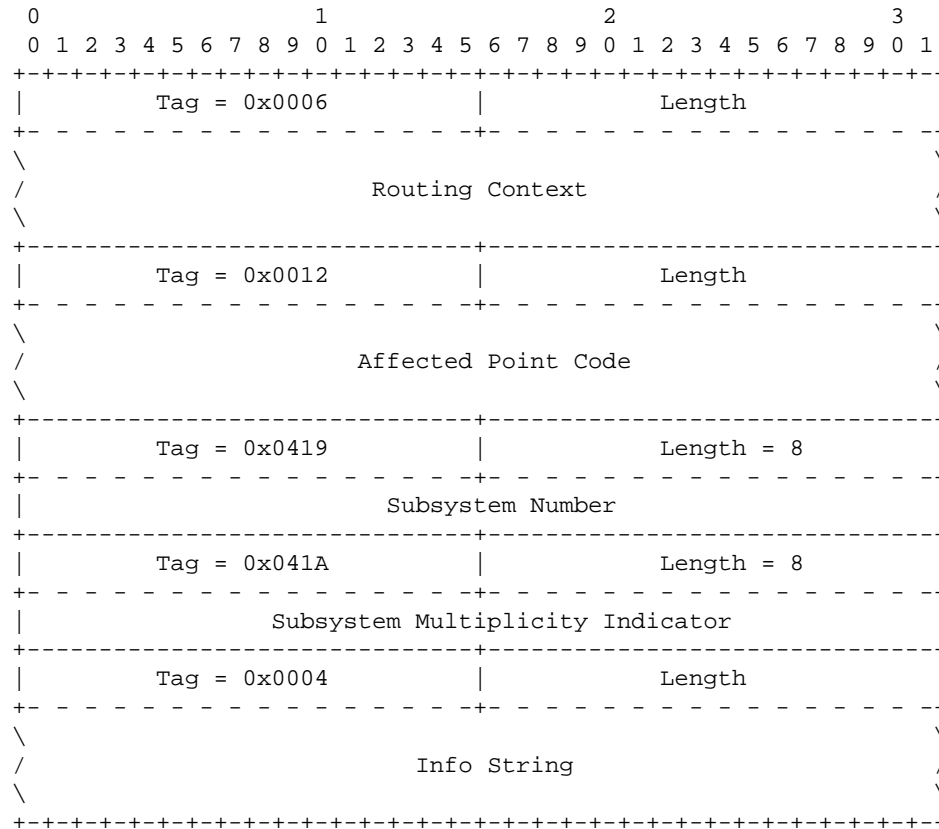 0                   1                   2                   3
0 1 2 3 4 5 6 7 8 9 0 1 2 3 4 5 6 7 8 9 0 1 2 3 4 5 6 7 8 9 0 1
Tag = 0x0006 | Length
Routing Context
Tag = 0x0012 | Length
Affected Point Code
Tag = 0x0419 | Length = 8
Subsystem Number
Tag = 0x041A | Length = 8
Subsystem Multiplicity Indicator
Tag = 0x0004 | Length
Info String